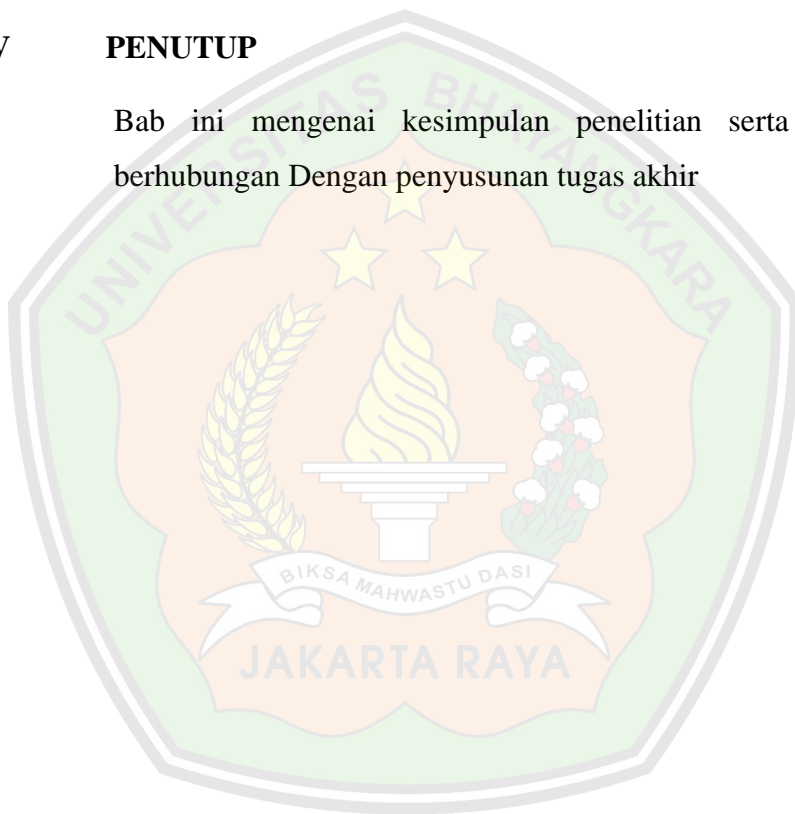 V PENUTUP
Bab ini mengenai kesimpulan penelitian serta
berhubungan Dengan penyusunan tugas akhir
UNIVERSITAS BHAYANGKARA
BIKSA MAHWASTU DASI
JAKARTA RAYA